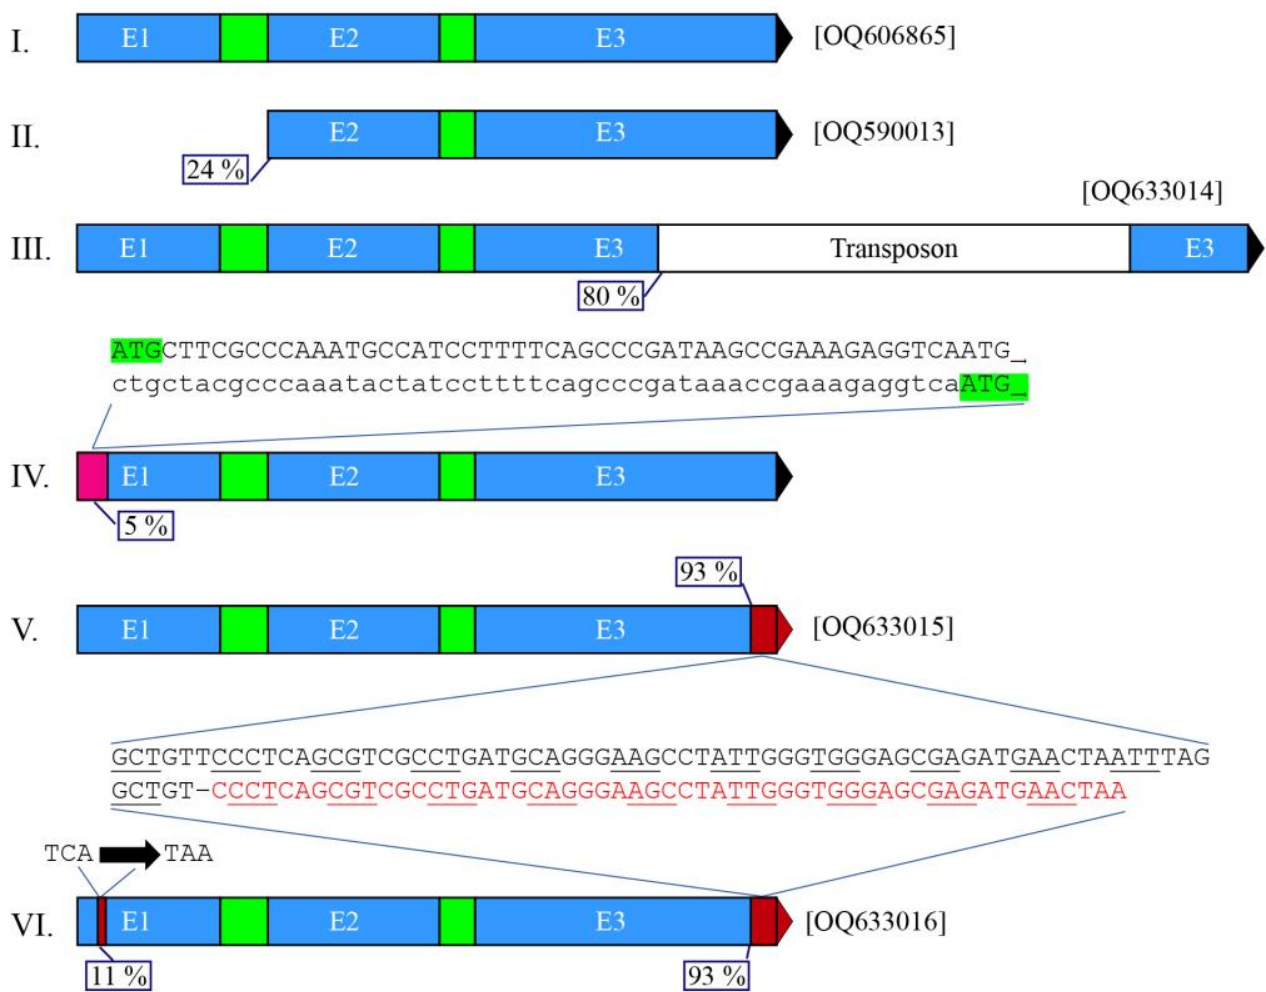 I. E1 E2 E3 [OQ606865]
II. E2 E3 [OQ590013]
24 %
[OQ633014]
III. E1 E2 E3 Transposon E3
80 %
ATGCTTCGCCCAAATGCCATCCTTTTCAGCCCGATAAGCCGAAAGAGGTCAATG→
ctgctacgcccaaatactatccttttcagcccgataaaccgaaagaggtcaATG→
IV. E1 E2 E3
5 %
93 %
V. E1 E2 E3 [OQ633015]
GCTGTTCCCTCAGCGTCGCCTGATGCAGGGAAGCCTATTGGGTGGGAGCGAGATGAACTAATTTAG
GCTGT-CCCTCAGCGTCGCCTGATGCAGGGAAGCCTATTGGGTGGGAGCGAGATGAACTAA
TCA TAA
VI. E1 E2 E3 [OQ633016]
11 % 93 %